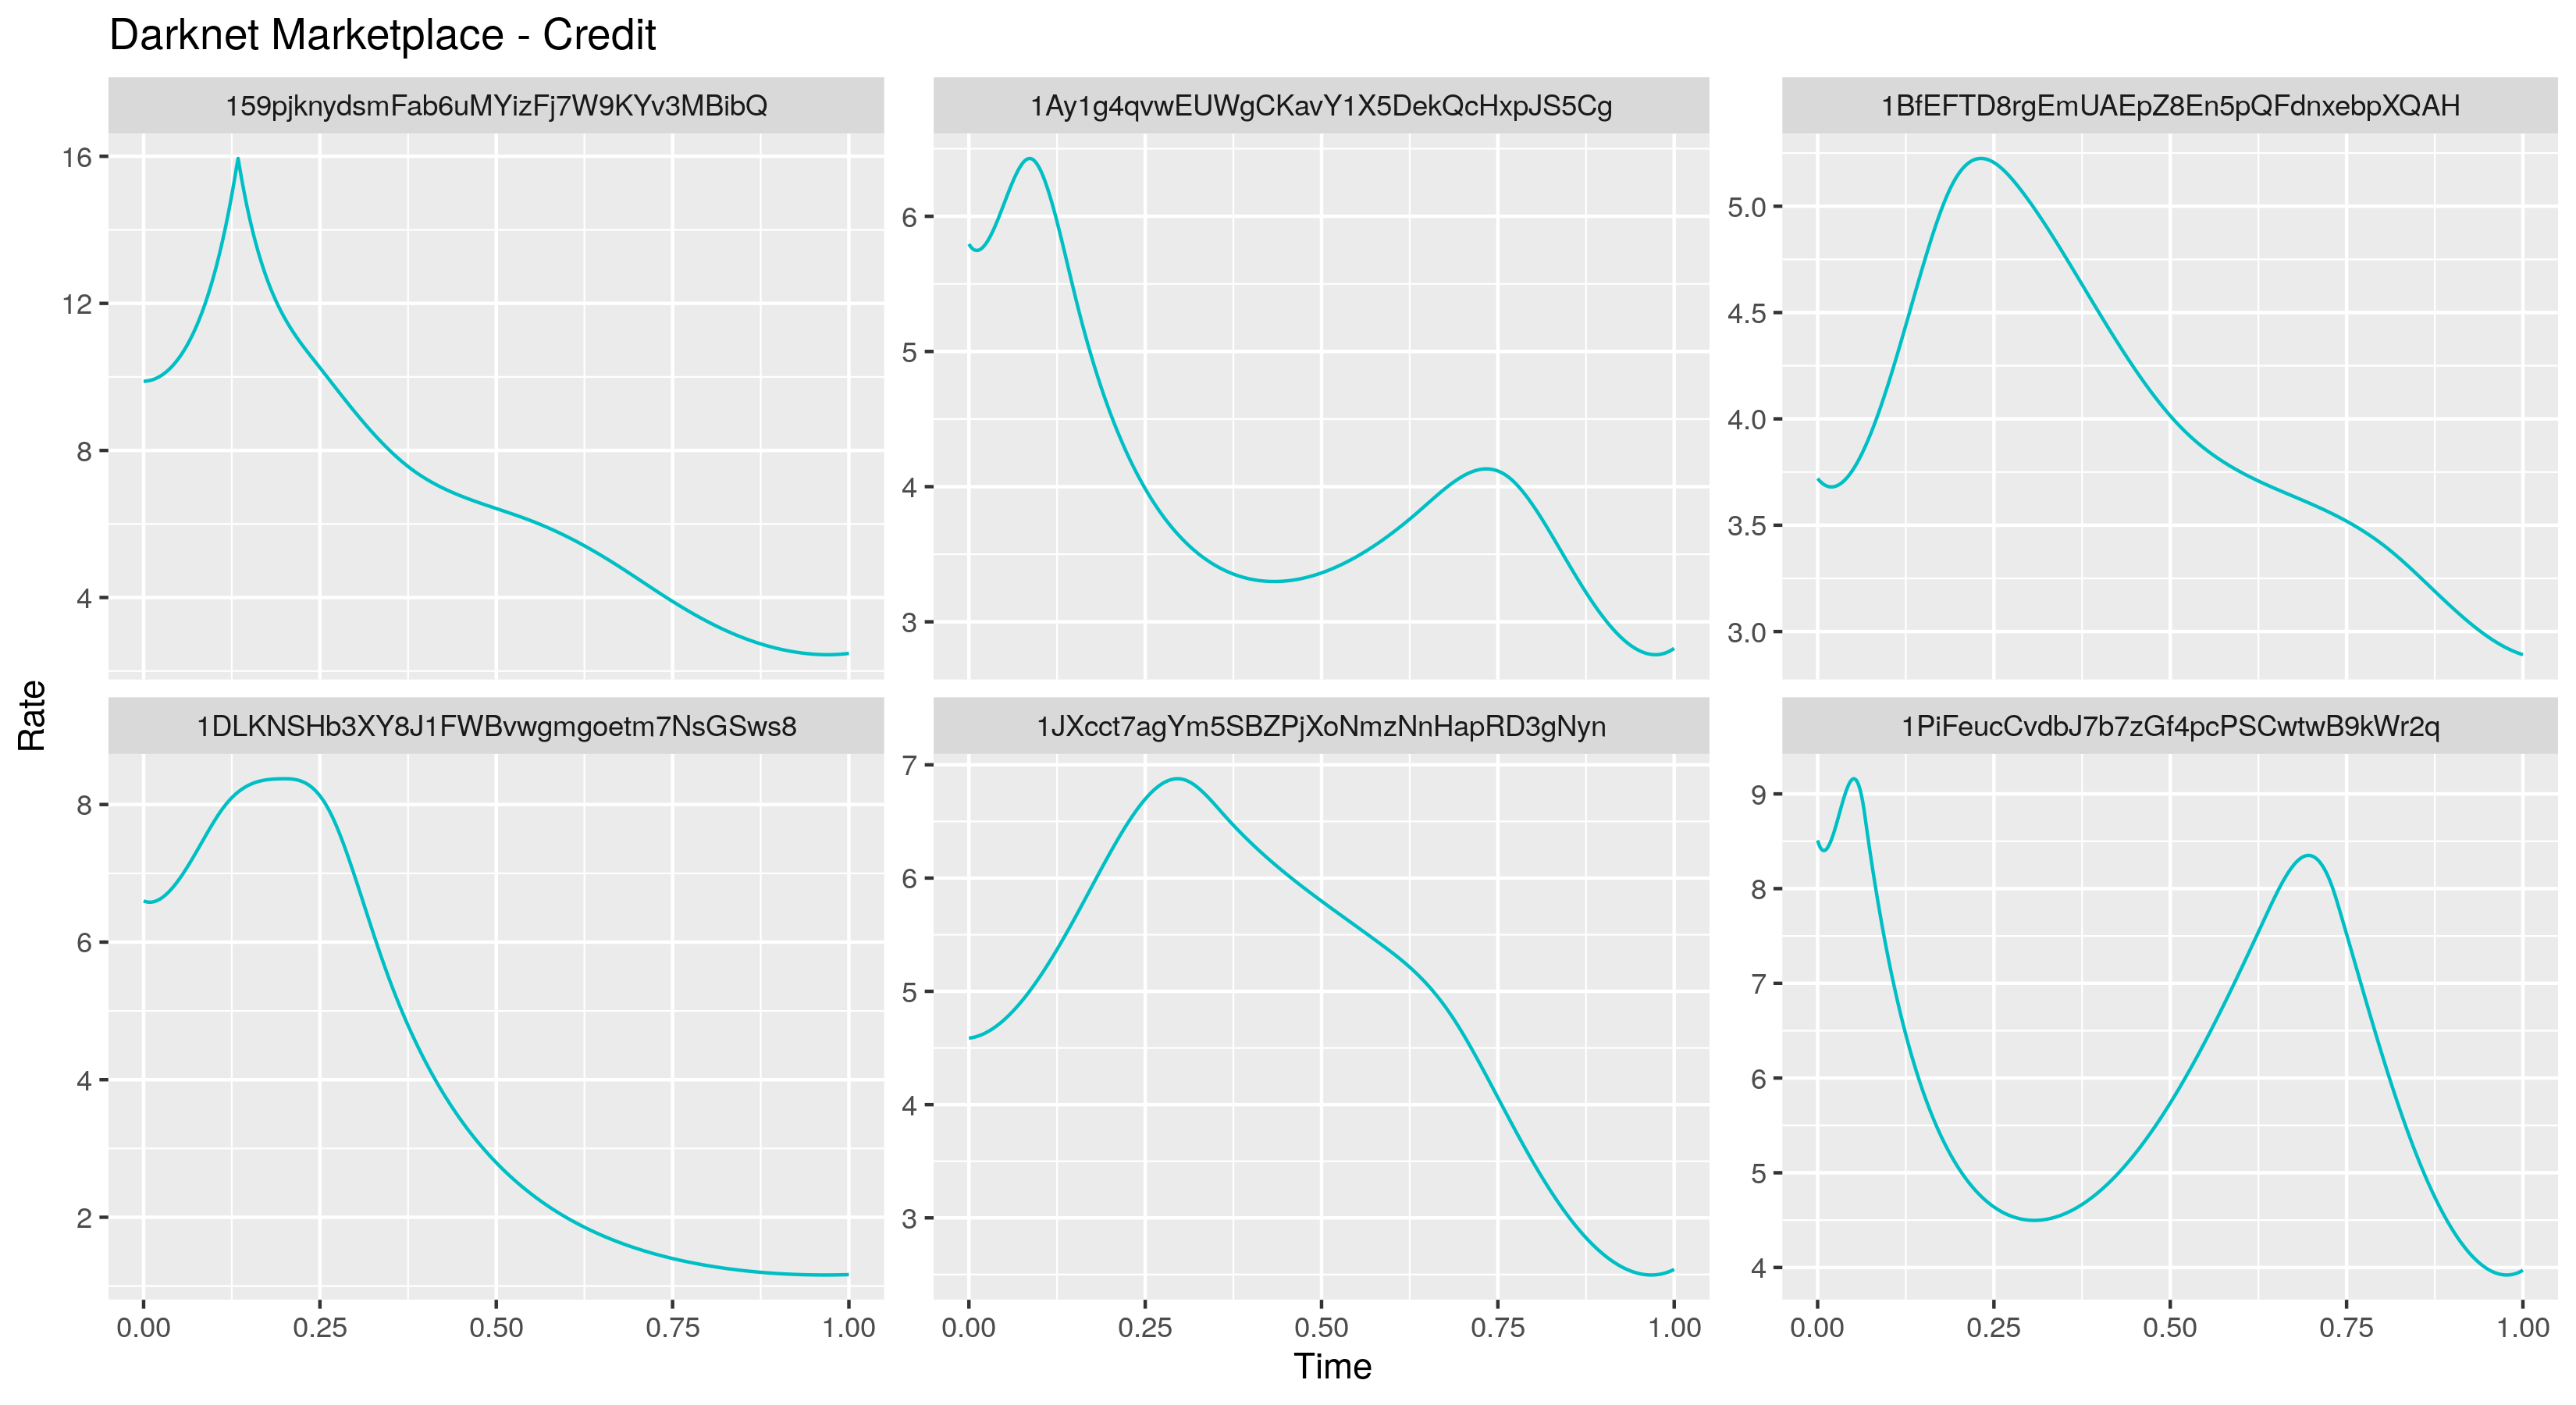 Darknet Marketplace - Credit
159pjknydsmFab6uMYizFj7W9KYv3MBibQ
1Ay1g4qvwEUWgCKavY1X5DekQcHxpJS5Cg
1BfEFTD8rgEmUAEpZ8En5pQFdnxebpXQAH
16
12
8
4
6
5
4
3
5.0
4.5
4.0
3.5
3.0
Rate
1DLKNSHb3XY8J1FWBvwgmgoetm7NsGSws8
1JXcct7agYm5SBZPjXoNmzNnHapRD3gNyn
1PiFeucCvdbJ7b7zGf4pcPSCwtwB9kWr2q
8
6
4
2
7
6
5
4
3
9
8
7
6
5
4
0.00 0.25 0.50 0.75 1.00
0.00 0.25 0.50 0.75 1.00
0.00 0.25 0.50 0.75 1.00
Time